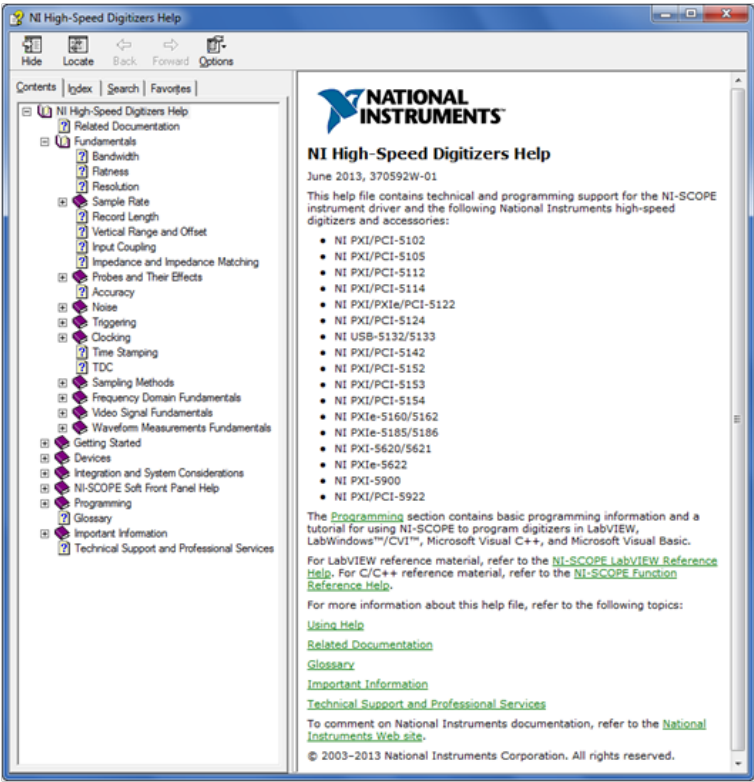 NI High-Speed Digitizers Help
Hide Locate Back Forward Options
Contents Index Search Favorites
NI High-Speed Digitizers Help
Related Documentation
Fundamentals
Bandwidth
Flatness
Resolution
Sample Rate
Record Length
Vertical Range and Offset
Input Coupling
Impedance and Impedance Matching
Probes and Their Effects
Accuracy
Noise
Triggering
Clocking
Time Stamping
TDC
Sampling Methods
Frequency Domain Fundamentals
Video Signal Fundamentals
Waveform Measurements Fundamentals
Getting Started
Devices
Integration and System Considerations
NI-SCOPE Soft Front Panel Help
Programming
Glossary
Important Information
Technical Support and Professional Services
NATIONAL
INSTRUMENTS™
NI High-Speed Digitizers Help
June 2013, 370592W-01
This help file contains technical and programming support for the NI-SCOPE
instrument driver and the following National Instruments high-speed
digitizers and accessories:
• NI PXI/PCI-5102
• NI PXI/PCI-5105
• NI PXI/PCI-5112
• NI PXI/PCI-5114
• NI PXI/PXIe/PCI-5122
• NI PXI/PCI-5124
• NI USB-5132/5133
• NI PXI/PCI-5142
• NI PXI/PCI-5152
• NI PXI/PCI-5153
• NI PXI/PCI-5154
• NI PXIe-5160/5162
• NI PXIe-5185/5186
• NI PXI-5620/5621
• NI PXIe-5622
• NI PXI-5900
• NI PXI/PCI-5922
The Programming section contains basic programming information and a
tutorial for using NI-SCOPE to program digitizers in LabVIEW,
LabWindows™/CVI™, Microsoft Visual C++, and Microsoft Visual Basic.
For LabVIEW reference material, refer to the NI-SCOPE LabVIEW Reference
Help. For C/C++ reference material, refer to the NI-SCOPE Function
Reference Help.
For more information about this help file, refer to the following topics:
Using Help
Related Documentation
Glossary
Important Information
Technical Support and Professional Services
To comment on National Instruments documentation, refer to the National
Instruments Web site.
© 2003–2013 National Instruments Corporation. All rights reserved.